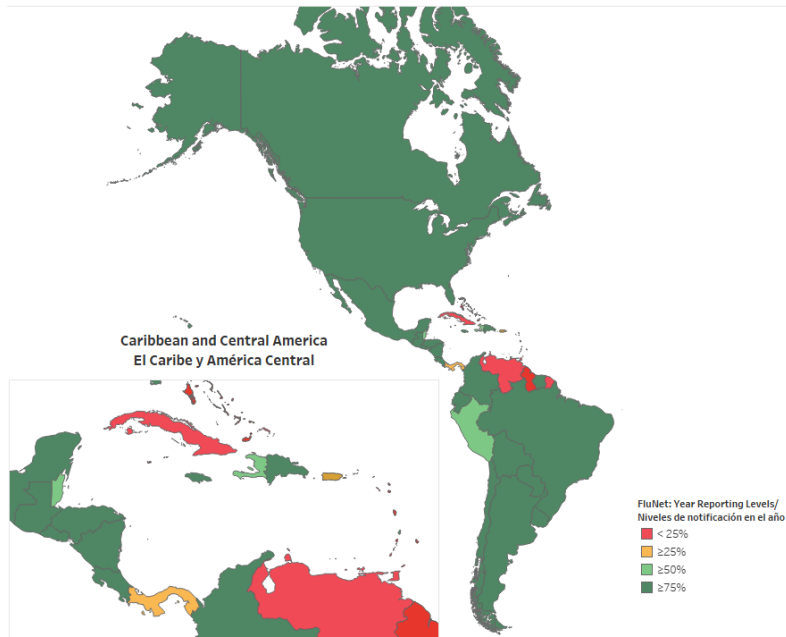 Caribbean and Central America
El Caribe y América Central
FluNet: Year Reporting Levels/
Niveles de notificación en el año
< 25%
≥25%
≥50%
≥75%